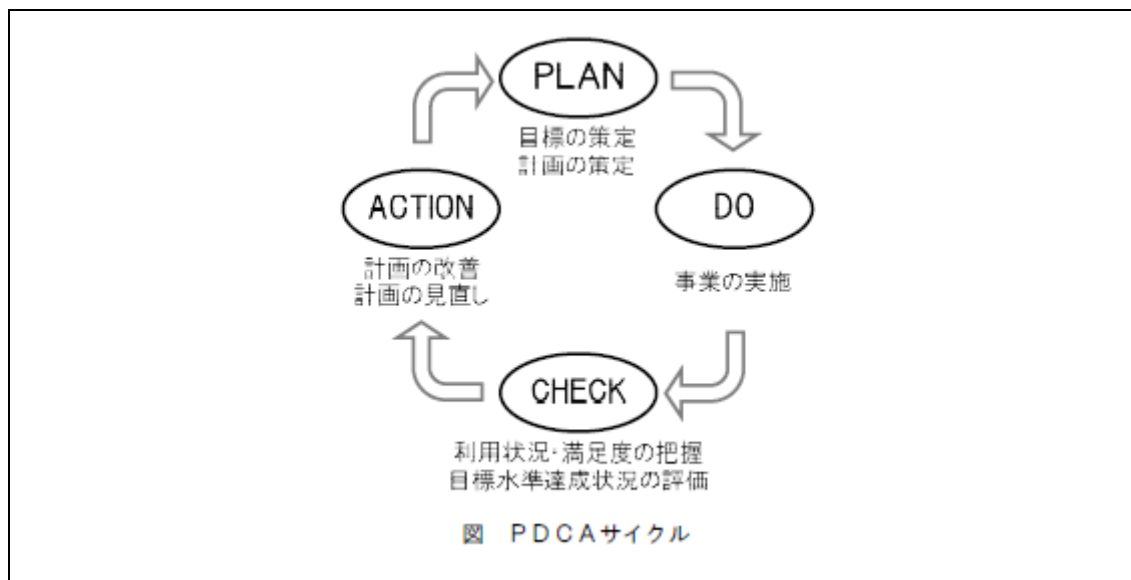 PLAN
目標の策定
計画の策定
DO
事業の実施
CHECK
利用状況・満足度の把握
目標水準達成状況の評価
ACTION
計画の改善
計画の見直し
図 PDCAサイクル